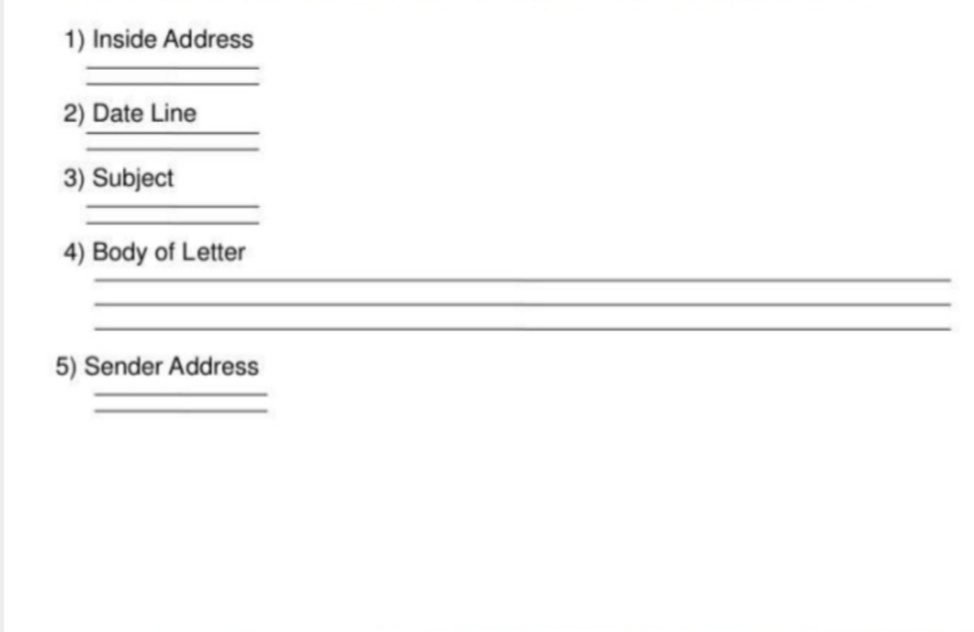 1) Inside Address
2) Date Line
3) Subject
4) Body of Letter
5) Sender Address